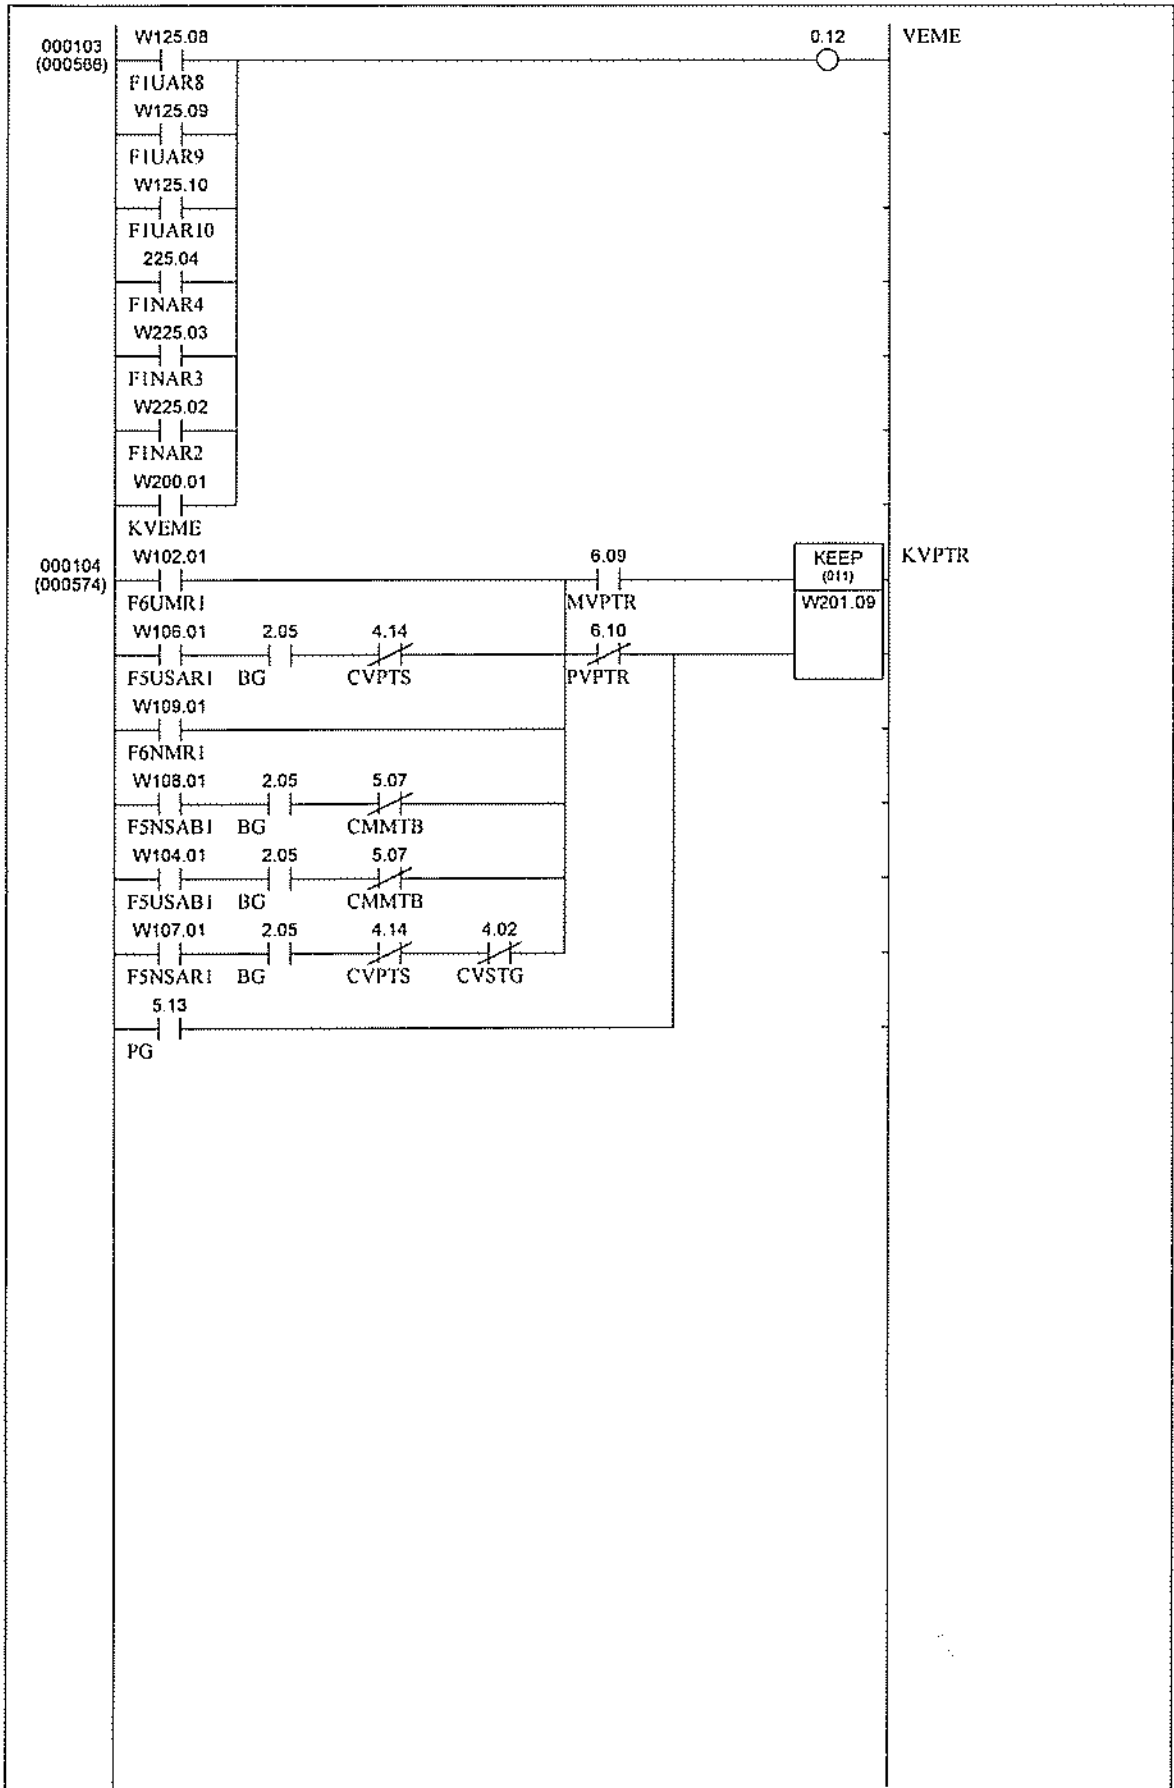 W125.08 0.12 VEME
000103
(000568)
F1UAR8
W125.09
F1UAR9
W125.10
F1UAR10
225.04
F1NAR4
W225.03
F1NAR3
W225.02
F1NAR2
W200.01
KVEME
W102.01 6.09 KEEP KVPTR
000104 (011)
(000574)
F6UMR1 MVPTR W201.09
W106.01 2.05 4.14 6.10
F5USAR1 BG CVPTS PVPTR
W109.01
F6NMR1
W108.01 2.05 5.07
F5NSAB1 BG CMMTB
W104.01 2.05 5.07
F5USAB1 BG CMMTB
W107.01 2.05 4.14 4.02
F5NSAR1 BG CVPTS CVSTG
5.13
PG